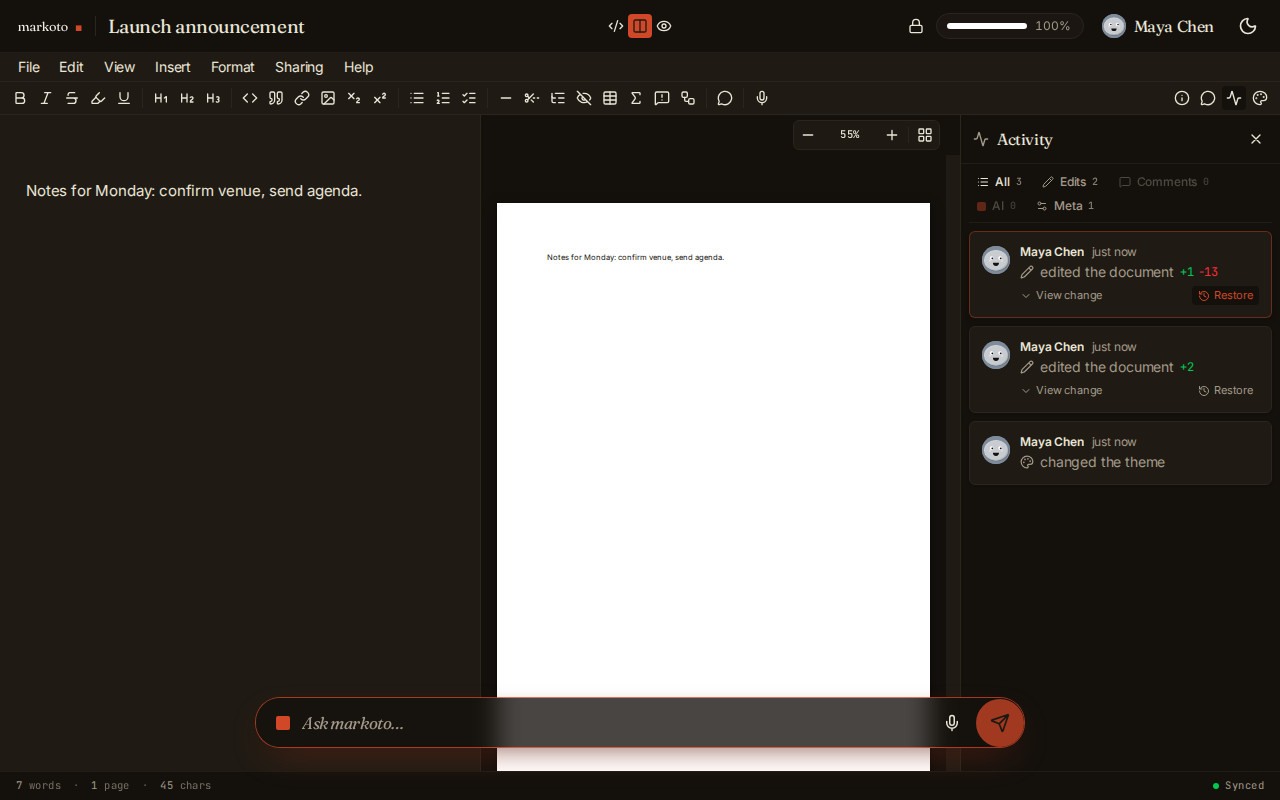 markoto
Launch announcement
100%
Maya Chen
File Edit View Insert Format Sharing Help
H1 H2 H3
55%
Activity
All 3 Edits 2 Comments 0
AI 0 Meta 1
Notes for Monday: confirm venue, send agenda.
Notes for Monday: confirm venue, send agenda.
Maya Chen just now
edited the document +1 -13
View change Restore
Maya Chen just now
edited the document +2
View change Restore
Maya Chen just now
changed the theme
Ask markoto...
7 words · 1 page · 45 chars
Synced